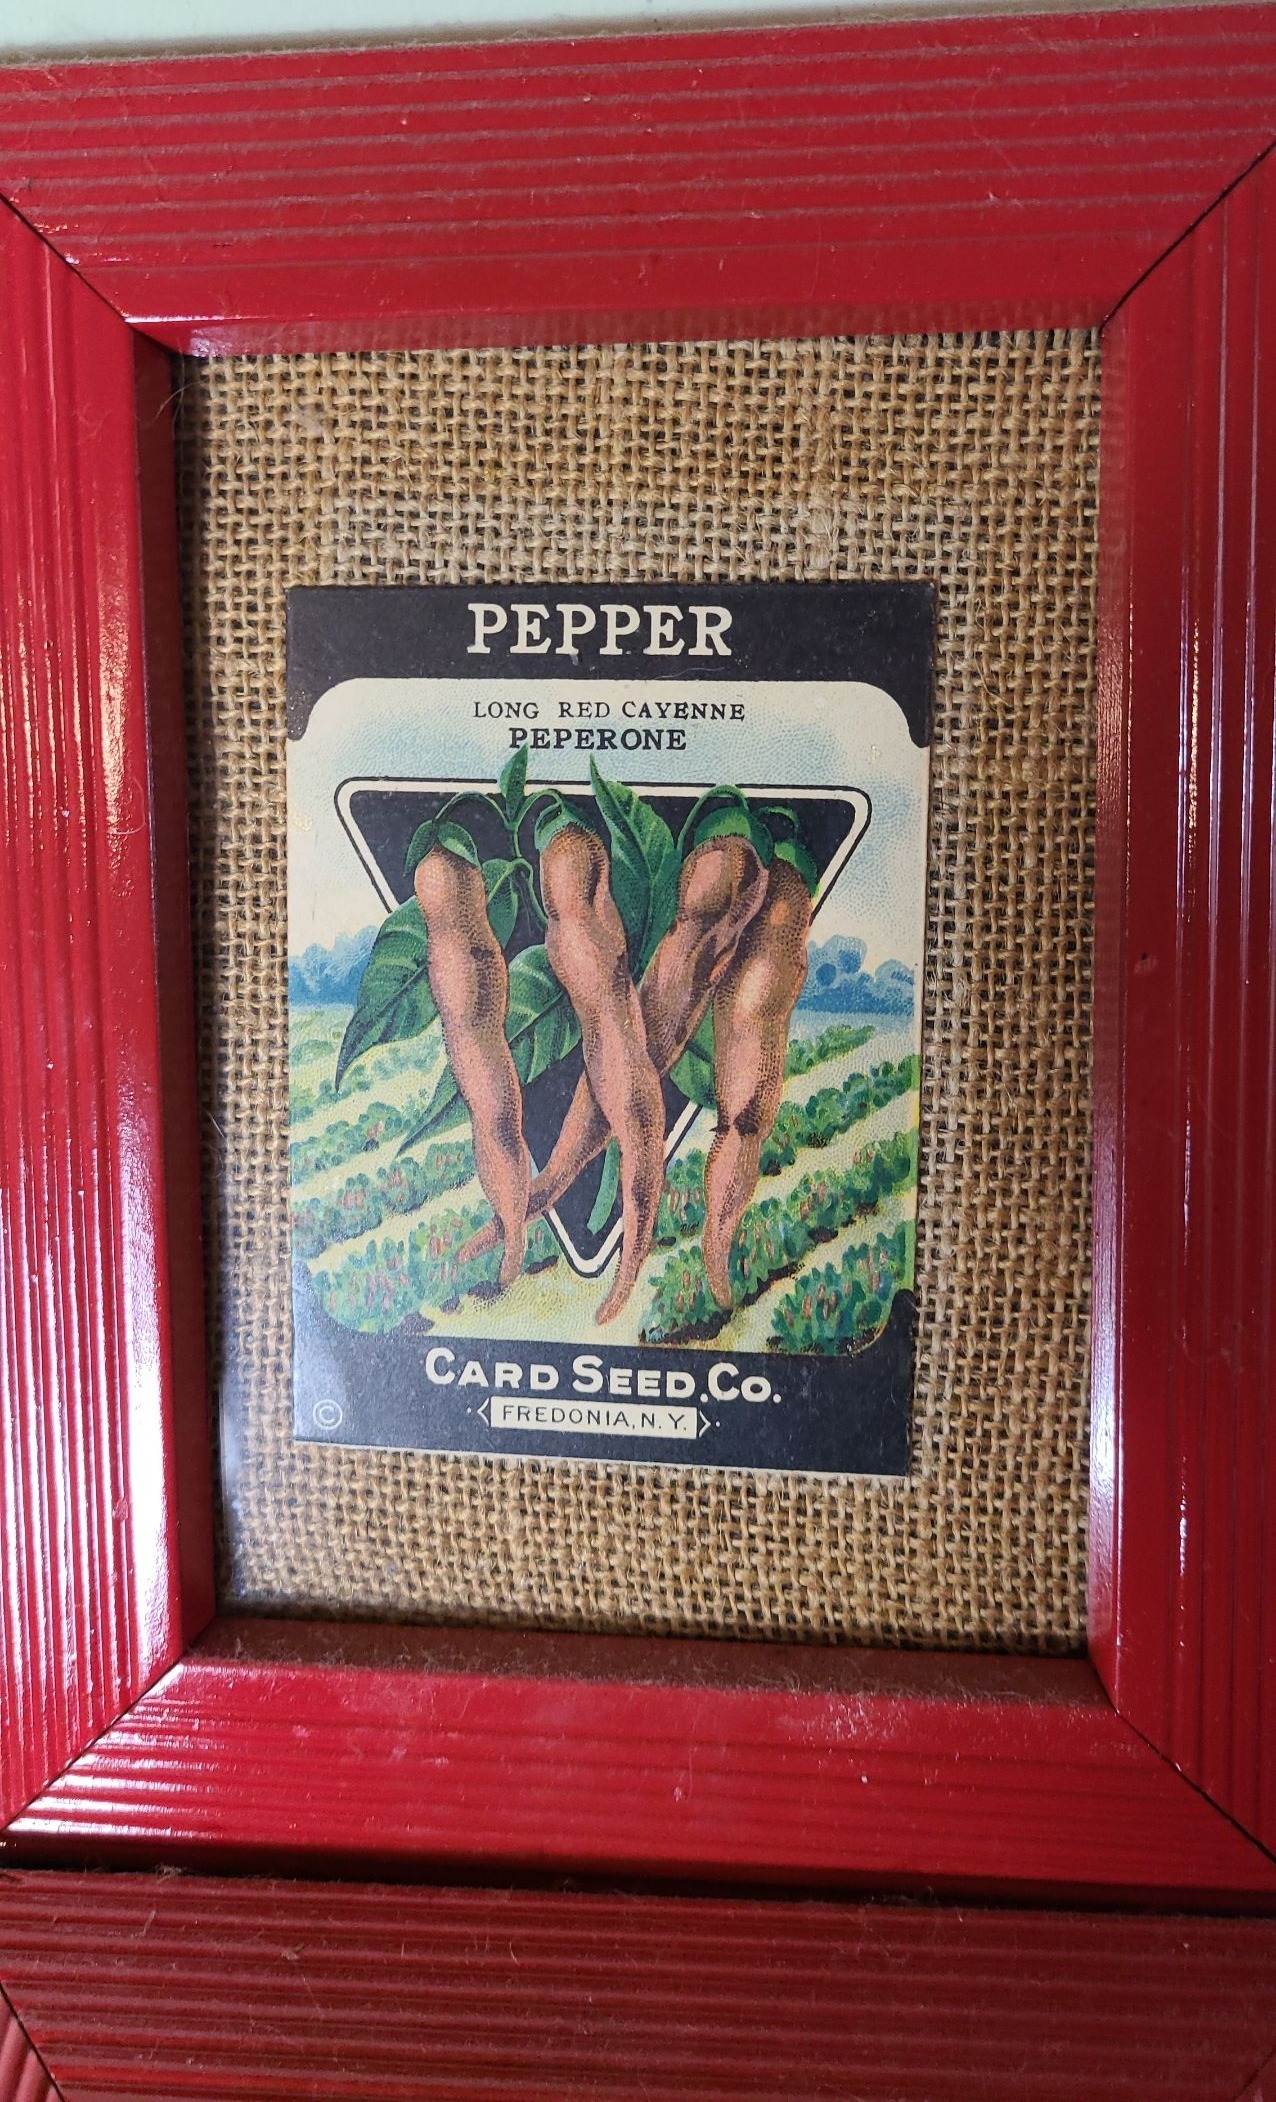 PEPPER
LONG RED CAYENNE
PEPERONE
CARD SEED.CO.
FREDONIA, N.Y.
©